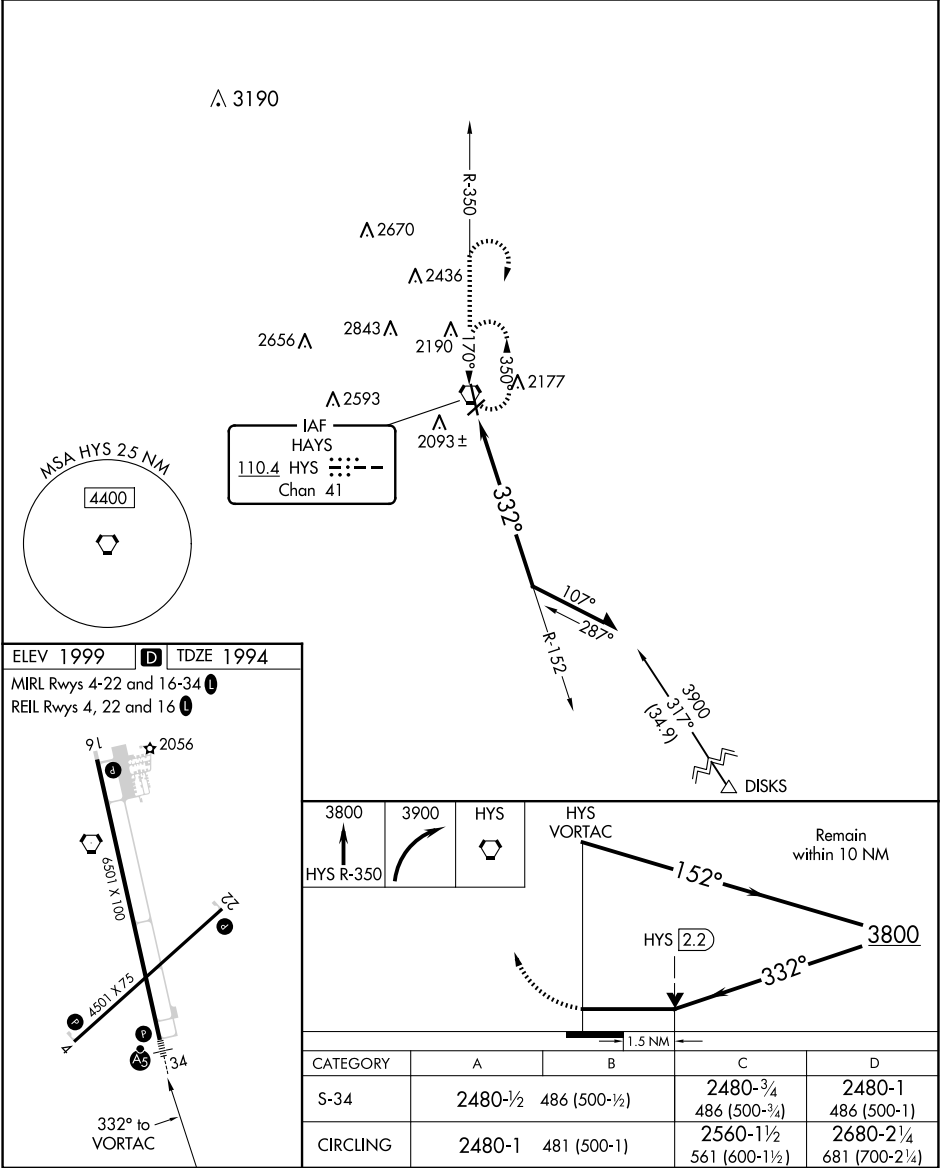 3190
R-350
2670
2436
2656
2843
2190
170°
350°
2177
2593
2093±
IAF
HAYS
110.4 HYS
Chan 41
MSA HYS 25 NM
4400
332°
107°
287°
R-152
3900
317°
(34.9)
DISKS
ELEV 1999 D TDZE 1994
MIRL Rwys 4-22 and 16-34 L
REIL Rwys 4, 22 and 16 L
16
2056
P
6501 X 100
22
P
4501 X 75
P
4
P
A5
34
332° to
VORTAC
3800
HYS R-350
3900
HYS
HYS
VORTAC
Remain
within 10 NM
152°
3800
HYS 2.2
332°
1.5 NM
CATEGORY A B C D
S-34 2480-½ 486 (500-½) 2480-¾ 2480-1
486 (500-¾) 486 (500-1)
CIRCLING 2480-1 481 (500-1) 2560-1½ 2680-2¼
561 (600-1½) 681 (700-2¼)